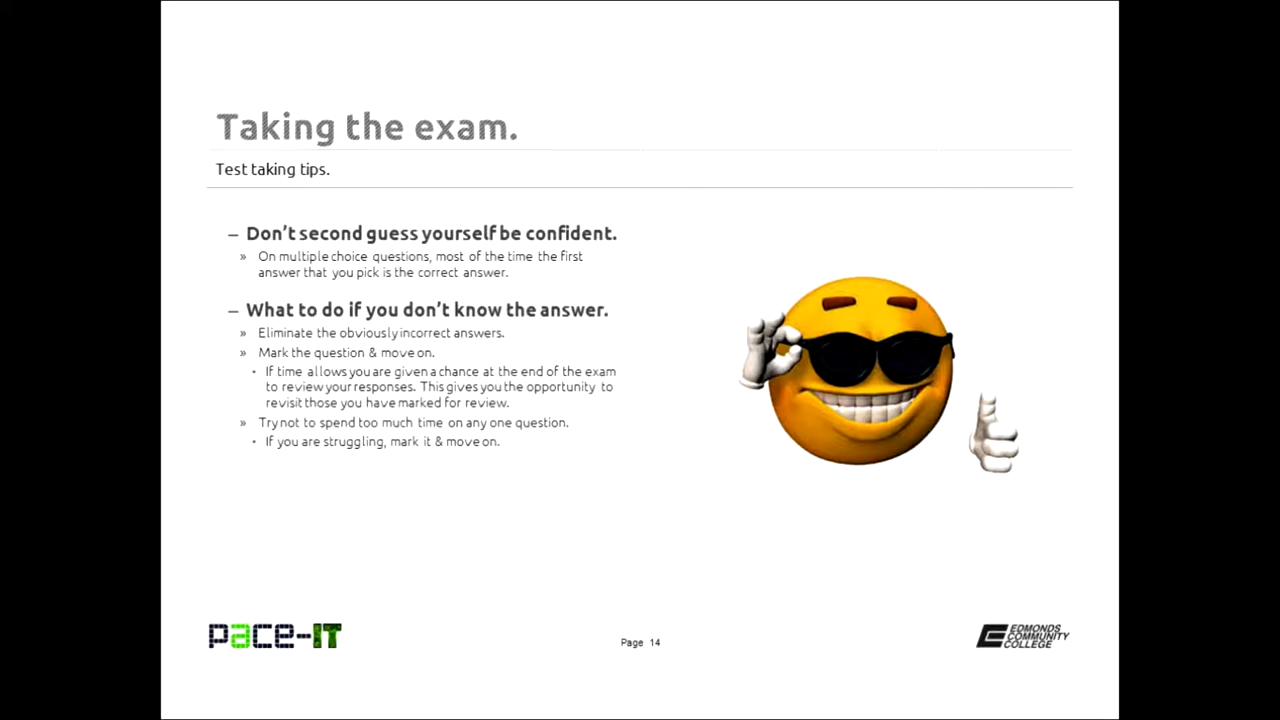 Taking the exam.
Test taking tips.
– Don't second guess yourself be confident.
» On multiple choice questions, most of the time the first
answer that you pick is the correct answer.
– What to do if you don't know the answer.
» Eliminate the obviously incorrect answers.
» Mark the question & move on.
• If time allows you are given a chance at the end of the exam
to review your responses. This gives you the opportunity to
revisit those you have marked for review.
» Try not to spend too much time on any one question.
• If you are struggling, mark it & move on.
pace-IT
Page 14
EDMONDS
COMMUNITY
COLLEGE